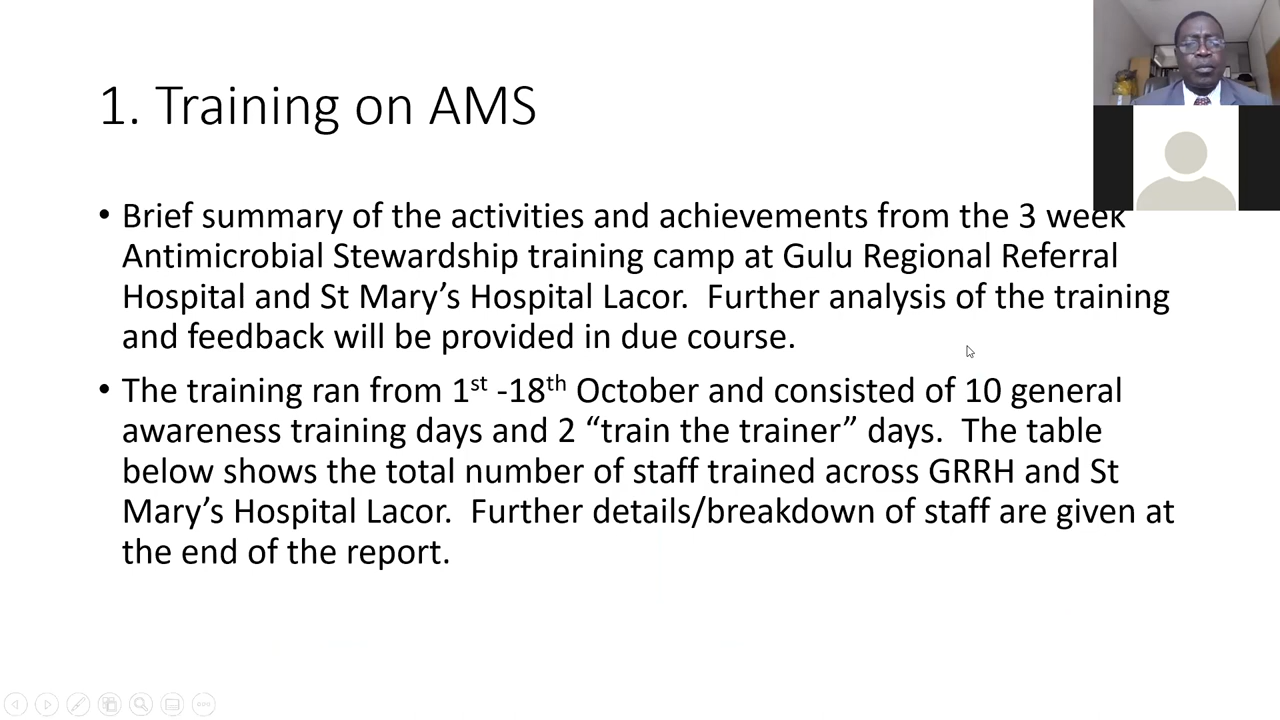 1. Training on AMS
• Brief summary of the activities and achievements from the 3 week
Antimicrobial Stewardship training camp at Gulu Regional Referral
Hospital and St Mary’s Hospital Lacor.  Further analysis of the training
and feedback will be provided in due course.
• The training ran from 1st -18th October and consisted of 10 general
awareness training days and 2 “train the trainer” days.  The table
below shows the total number of staff trained across GRRH and St
Mary’s Hospital Lacor.  Further details/breakdown of staff are given at
the end of the report.